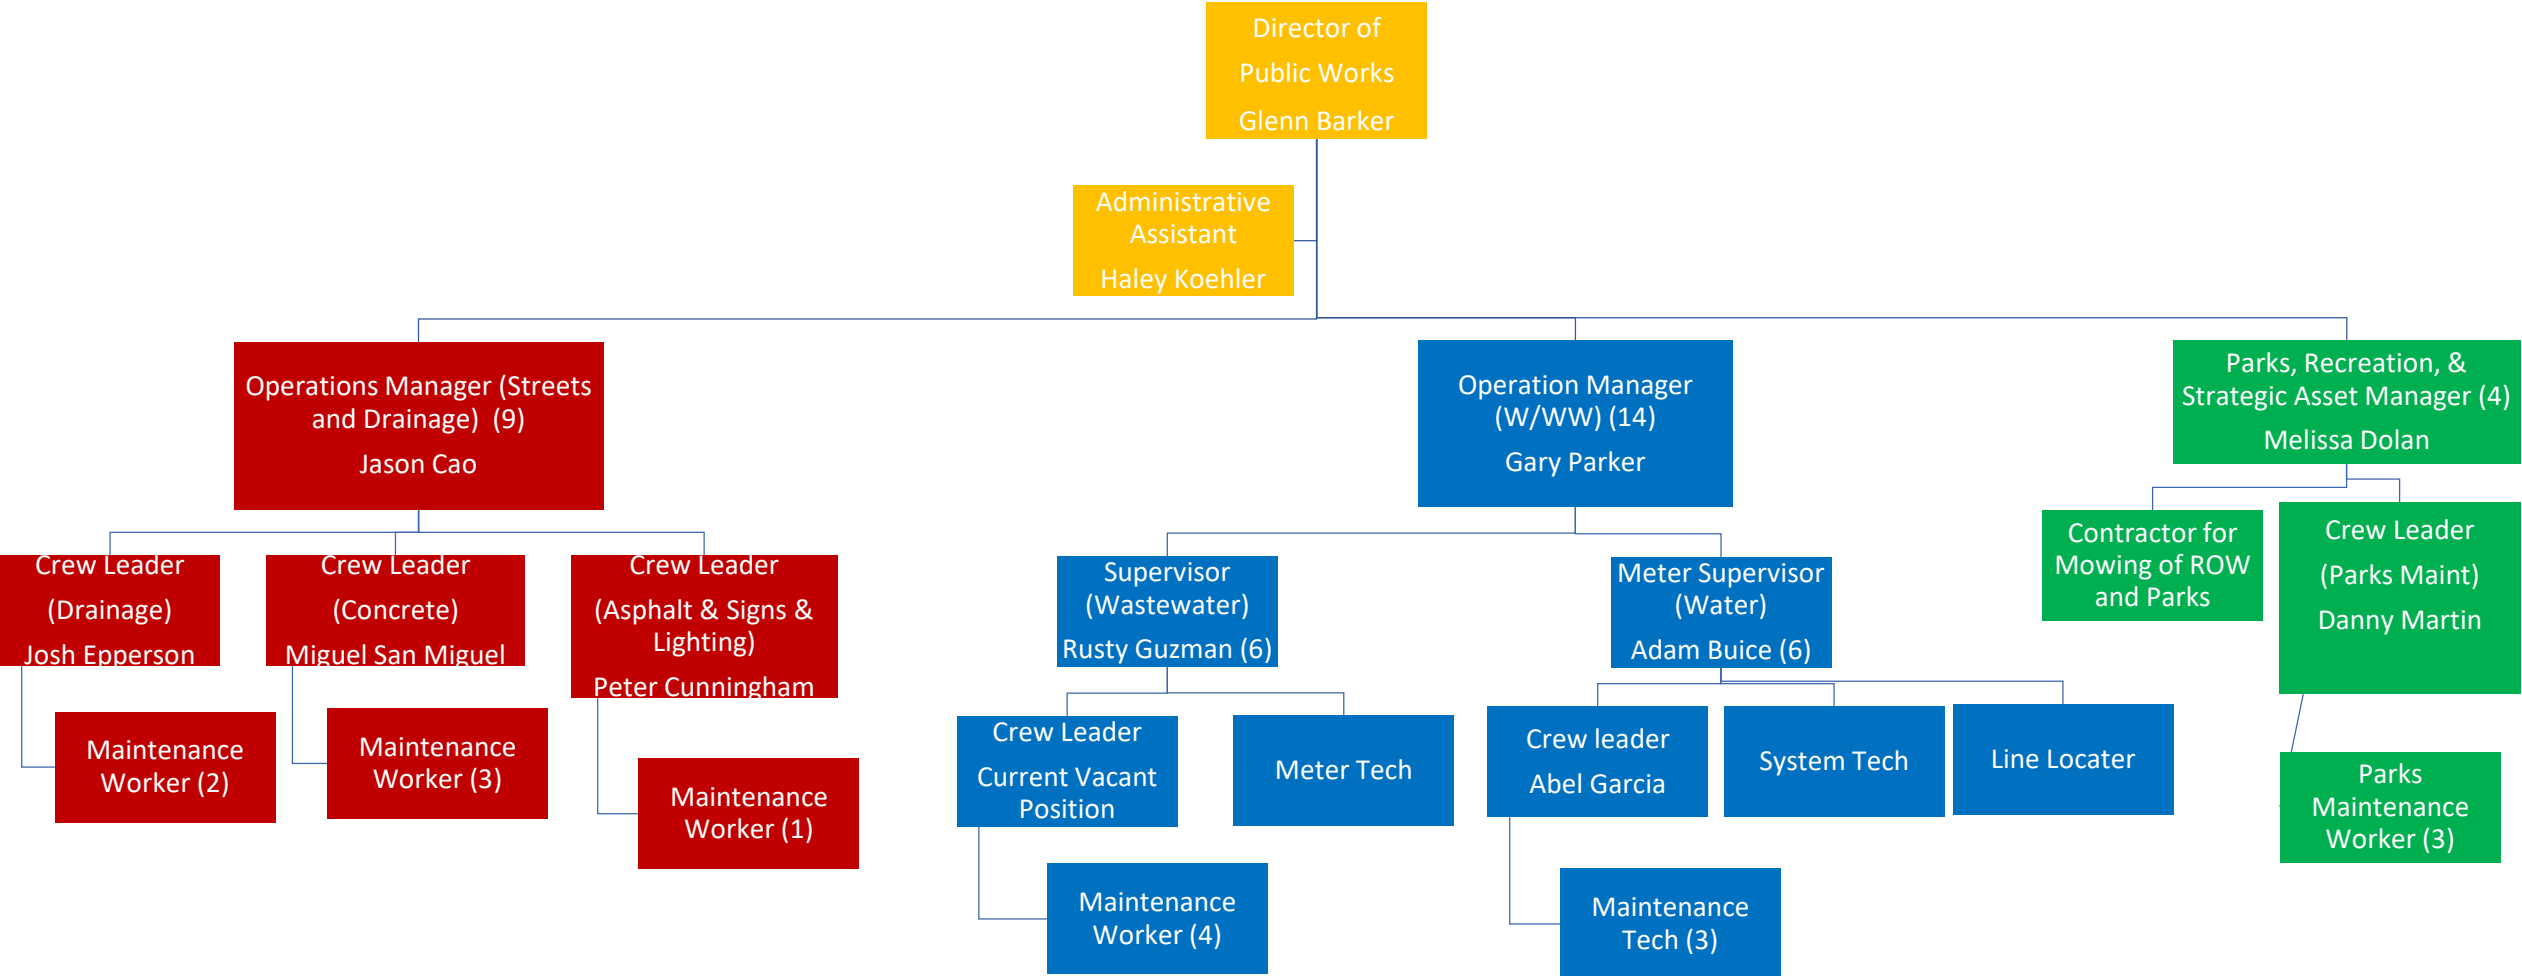 Director of
Public Works
Glenn Barker
Administrative
Assistant
Haley Koehler
Operations Manager (Streets
and Drainage)  (9)
Jason Cao
Operation Manager
(W/WW) (14)
Gary Parker
Parks, Recreation, &
Strategic Asset Manager (4)
Melissa Dolan
Crew Leader
(Drainage)
Josh Epperson
Crew Leader
(Concrete)
Miguel San Miguel
Crew Leader
(Asphalt & Signs &
Lighting)
Peter Cunningham
Supervisor
(Wastewater)
Rusty Guzman (6)
Meter Supervisor
(Water)
Adam Buice (6)
Contractor for
Mowing of ROW
and Parks
Crew Leader
(Parks Maint)
Danny Martin
Maintenance
Worker (2)
Maintenance
Worker (3)
Maintenance
Worker (1)
Crew Leader
Current Vacant
Position
Meter Tech
Crew leader
Abel Garcia
System Tech
Line Locater
Parks
Maintenance
Worker (3)
Maintenance
Worker (4)
Maintenance
Tech (3)